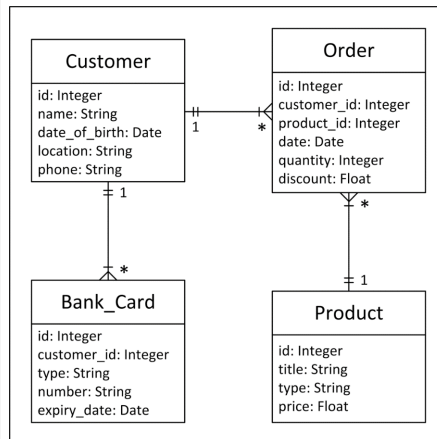 Customer
id: Integer
name: String
date_of_birth: Date
location: String
phone: String
1
*
Order
id: Integer
customer_id: Integer
product_id: Integer
date: Date
quantity: Integer
discount: Float
1
*
*
1
Bank_Card
id: Integer
customer_id: Integer
type: String
number: String
expiry_date: Date
Product
id: Integer
title: String
type: String
price: Float